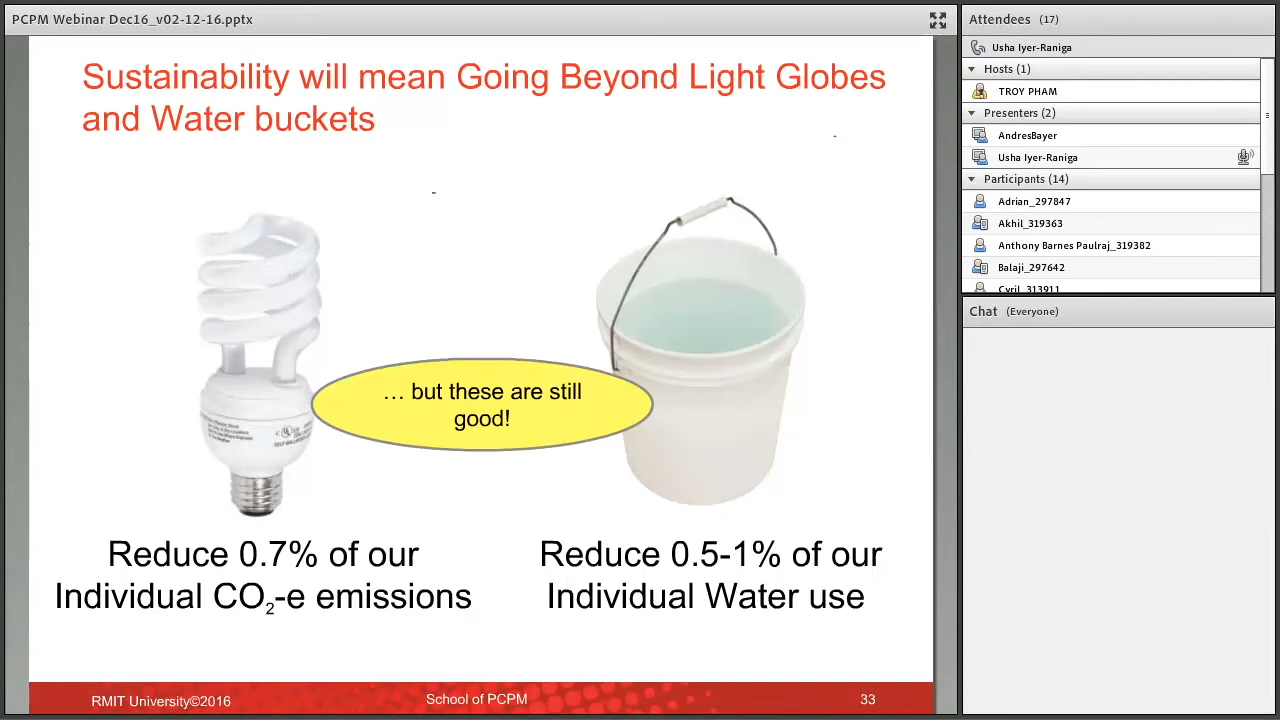 PCPM Webinar Dec16_v02-12-16.pptx
Sustainability will mean Going Beyond Light Globes
and Water buckets
… but these are still
good!
Reduce 0.7% of our
Individual CO2-e emissions
Reduce 0.5-1% of our
Individual Water use
RMIT University©2016
School of PCPM
33
Attendees (17)
Usha Iyer-Raniga
Hosts (1)
TROY PHAM
Presenters (2)
AndresBayer
Usha Iyer-Raniga
Participants (14)
Adrian_297847
Akhil_319363
Anthony Barnes Paulraj_319382
Balaji_297642
Cyril_313911
Chat (Everyone)